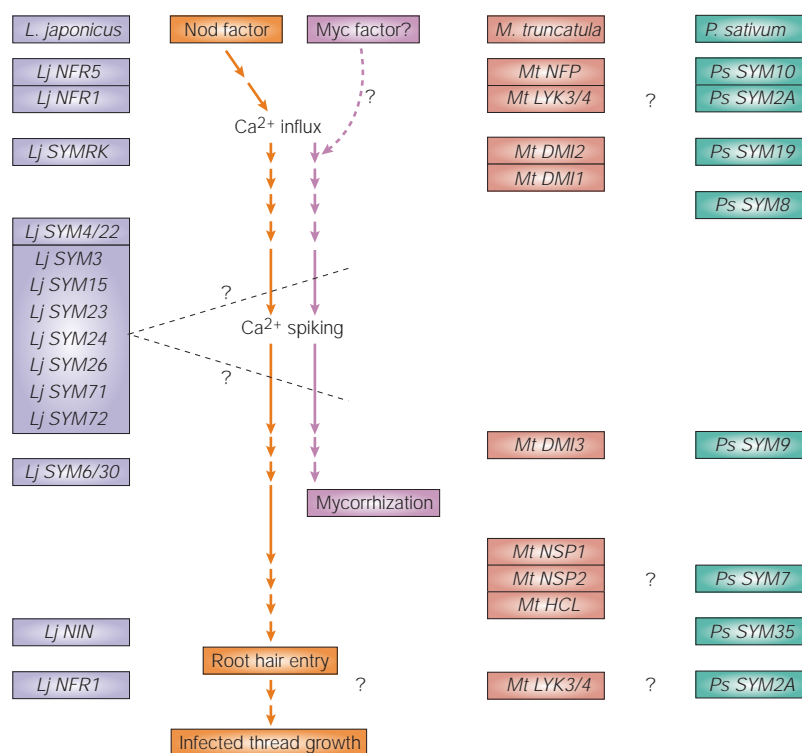 L. japonicus
Nod factor
Myc factor?
M. truncatula
P. sativum
Lj NFR5
Mt NFP
Ps SYM10
Lj NFR1
?
Mt LYK3/4
?
Ps SYM2A
Ca2+ influx
Lj SYMRK
Mt DMI2
Ps SYM19
Mt DMI1
Ps SYM8
Lj SYM4/22
Lj SYM3
Lj SYM15
?
Lj SYM23
Lj SYM24
Ca2+ spiking
Lj SYM26
?
Lj SYM71
Lj SYM72
Mt DMI3
Ps SYM9
Lj SYM6/30
Mycorrhization
Mt NSP1
Mt NSP2
?
Ps SYM7
Mt HCL
Lj NIN
Ps SYM35
Root hair entry
Lj NFR1
?
Mt LYK3/4
?
Ps SYM2A
Infected thread growth